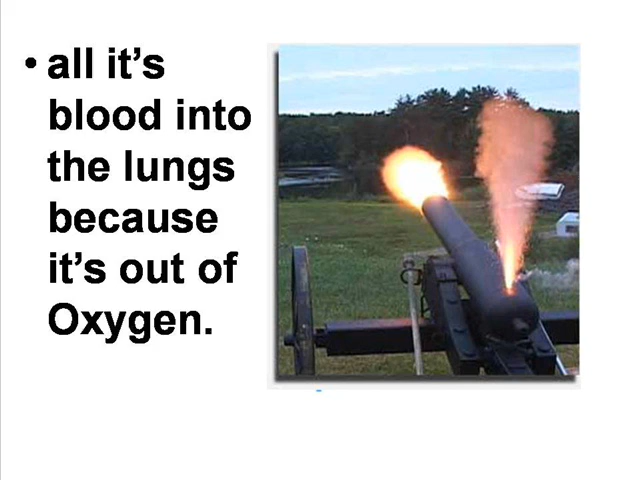 • all it's
blood into
the lungs
because
it's out of
Oxygen.